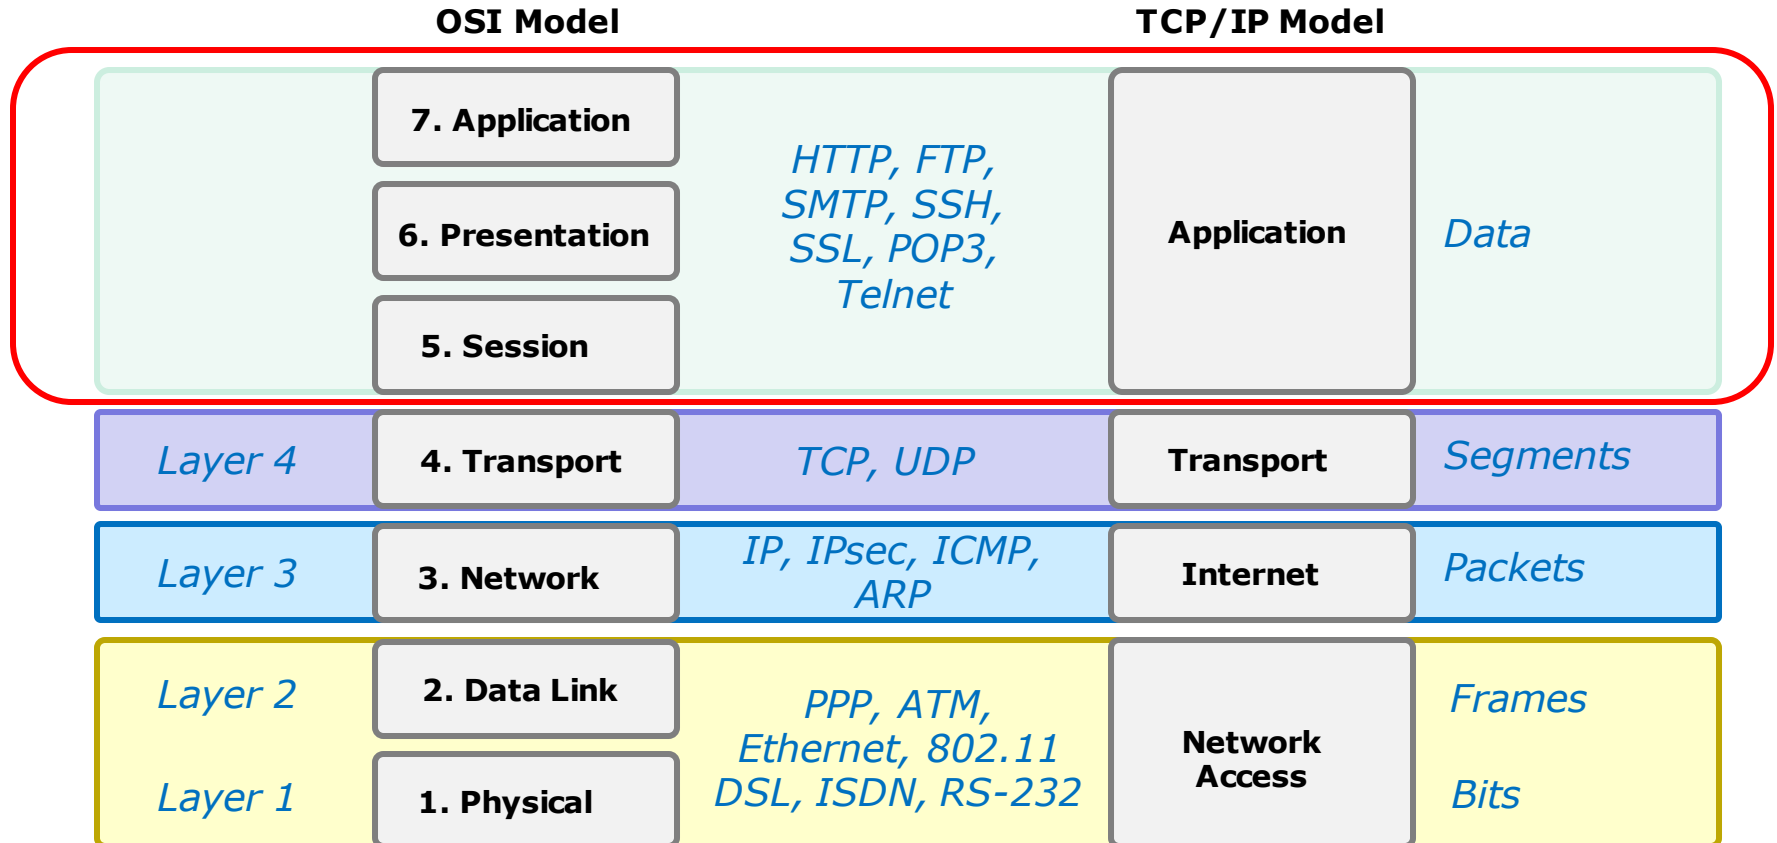 OSI Model
TCP/IP Model
7. Application
6. Presentation
5. Session
HTTP, FTP,
SMTP, SSH,
SSL, POP3,
Telnet
Application
Data
Layer 4
4. Transport
TCP, UDP
Transport
Segments
Layer 3
3. Network
IP, IPsec, ICMP,
ARP
Internet
Packets
Layer 2
2. Data Link
Layer 1
1. Physical
PPP, ATM,
Ethernet, 802.11
DSL, ISDN, RS-232
Network
Access
Frames
Bits